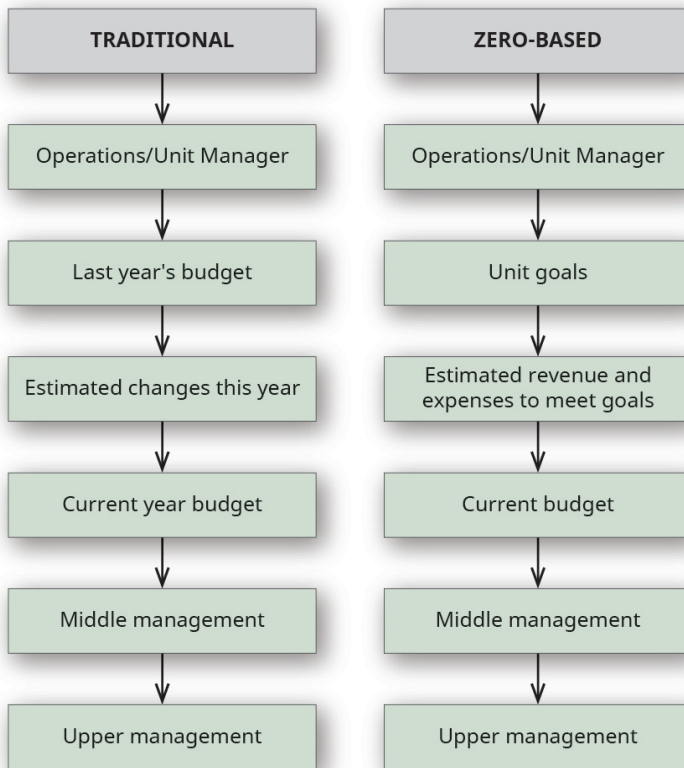 TRADITIONAL
Operations/Unit Manager
Last year's budget
Estimated changes this year
Current year budget
Middle management
Upper management
ZERO-BASED
Operations/Unit Manager
Unit goals
Estimated revenue and
expenses to meet goals
Current budget
Middle management
Upper management